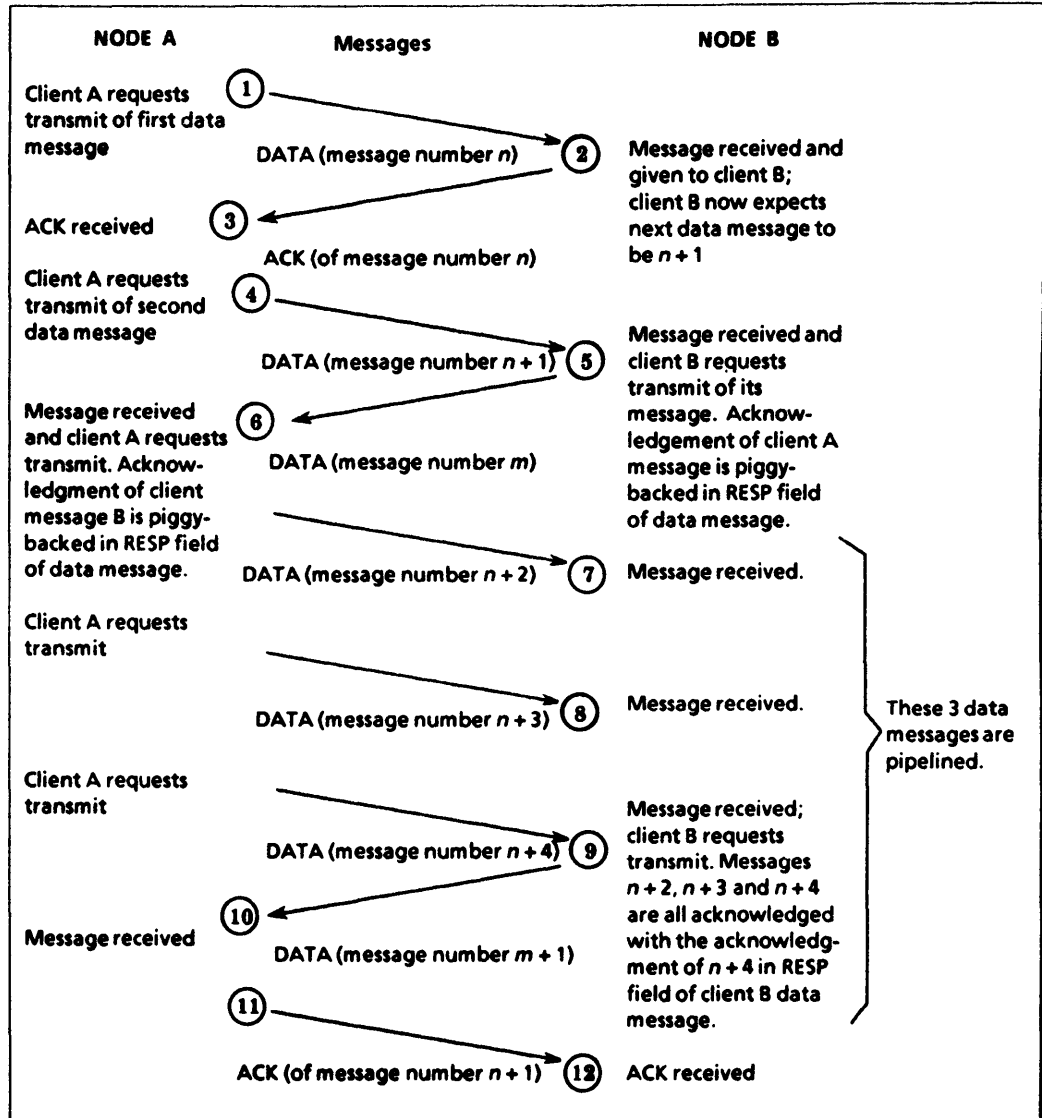 NODE A
Messages
NODE B
Client A requests
transmit of first data
message
1
DATA (message number n)
2
Message received and
given to client B;
client B now expects
next data message to
be n + 1
ACK received
3
ACK (of message number n)
Client A requests
transmit of second
data message
4
DATA (message number n + 1)
5
Message received and
client B requests
transmit of its
message. Acknow-
ledgement of client A
message is piggy-
backed in RESP field
of data message.
Message received
and client A requests
transmit. Acknow-
ledgment of client
message B is piggy-
backed in RESP field
of data message.
6
DATA (message number m)
DATA (message number n + 2)
7
Message received.
Client A requests
transmit
DATA (message number n + 3)
8
Message received.
These 3 data
messages are
pipelined.
Client A requests
transmit
DATA (message number n + 4)
9
Message received;
client B requests
transmit. Messages
n + 2, n + 3 and n + 4
are all acknowledged
with the acknowledg-
ment of n + 4 in RESP
field of client B data
message.
10
Message received
DATA (message number m + 1)
11
ACK (of message number n + 1)
12
ACK received